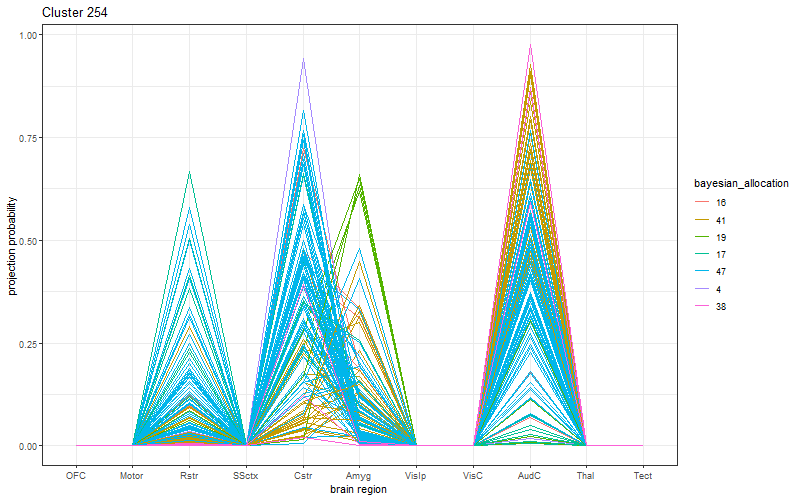 Cluster 254
1.00
0.75
0.50
0.25
0.00
projection probability
OFC Motor Rstr SSctx Cstr Amyg VisIp VisC AudC Thal Tect
brain region
bayesian_allocation
16
41
19
17
47
4
38